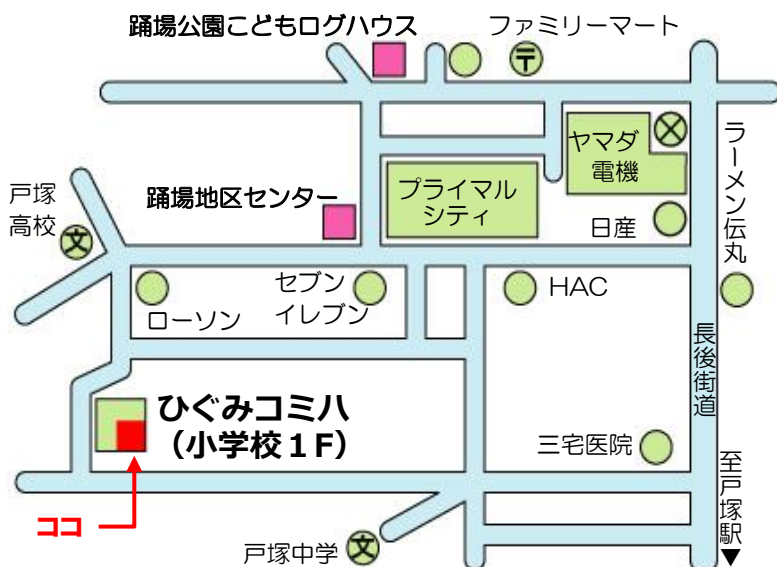 踊場公園こどもログハウス
ファミリーマート
〒
ヤマダ
電機
ラーメン伝丸
戸塚
高校
文
踊場地区センター
プライマル
シティ
日産
ローソン
セブン
イレブン
HAC
長後街道
ひぐみコミハ
（小学校１F）
三宅医院
至戸塚駅▼
ココ
戸塚中学
文